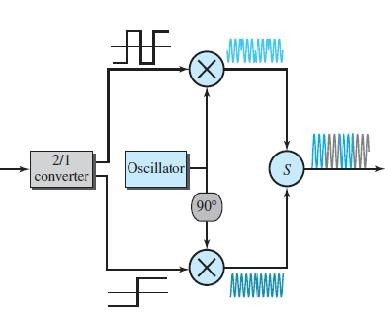 2/1
converter
Oscillator
90°
S